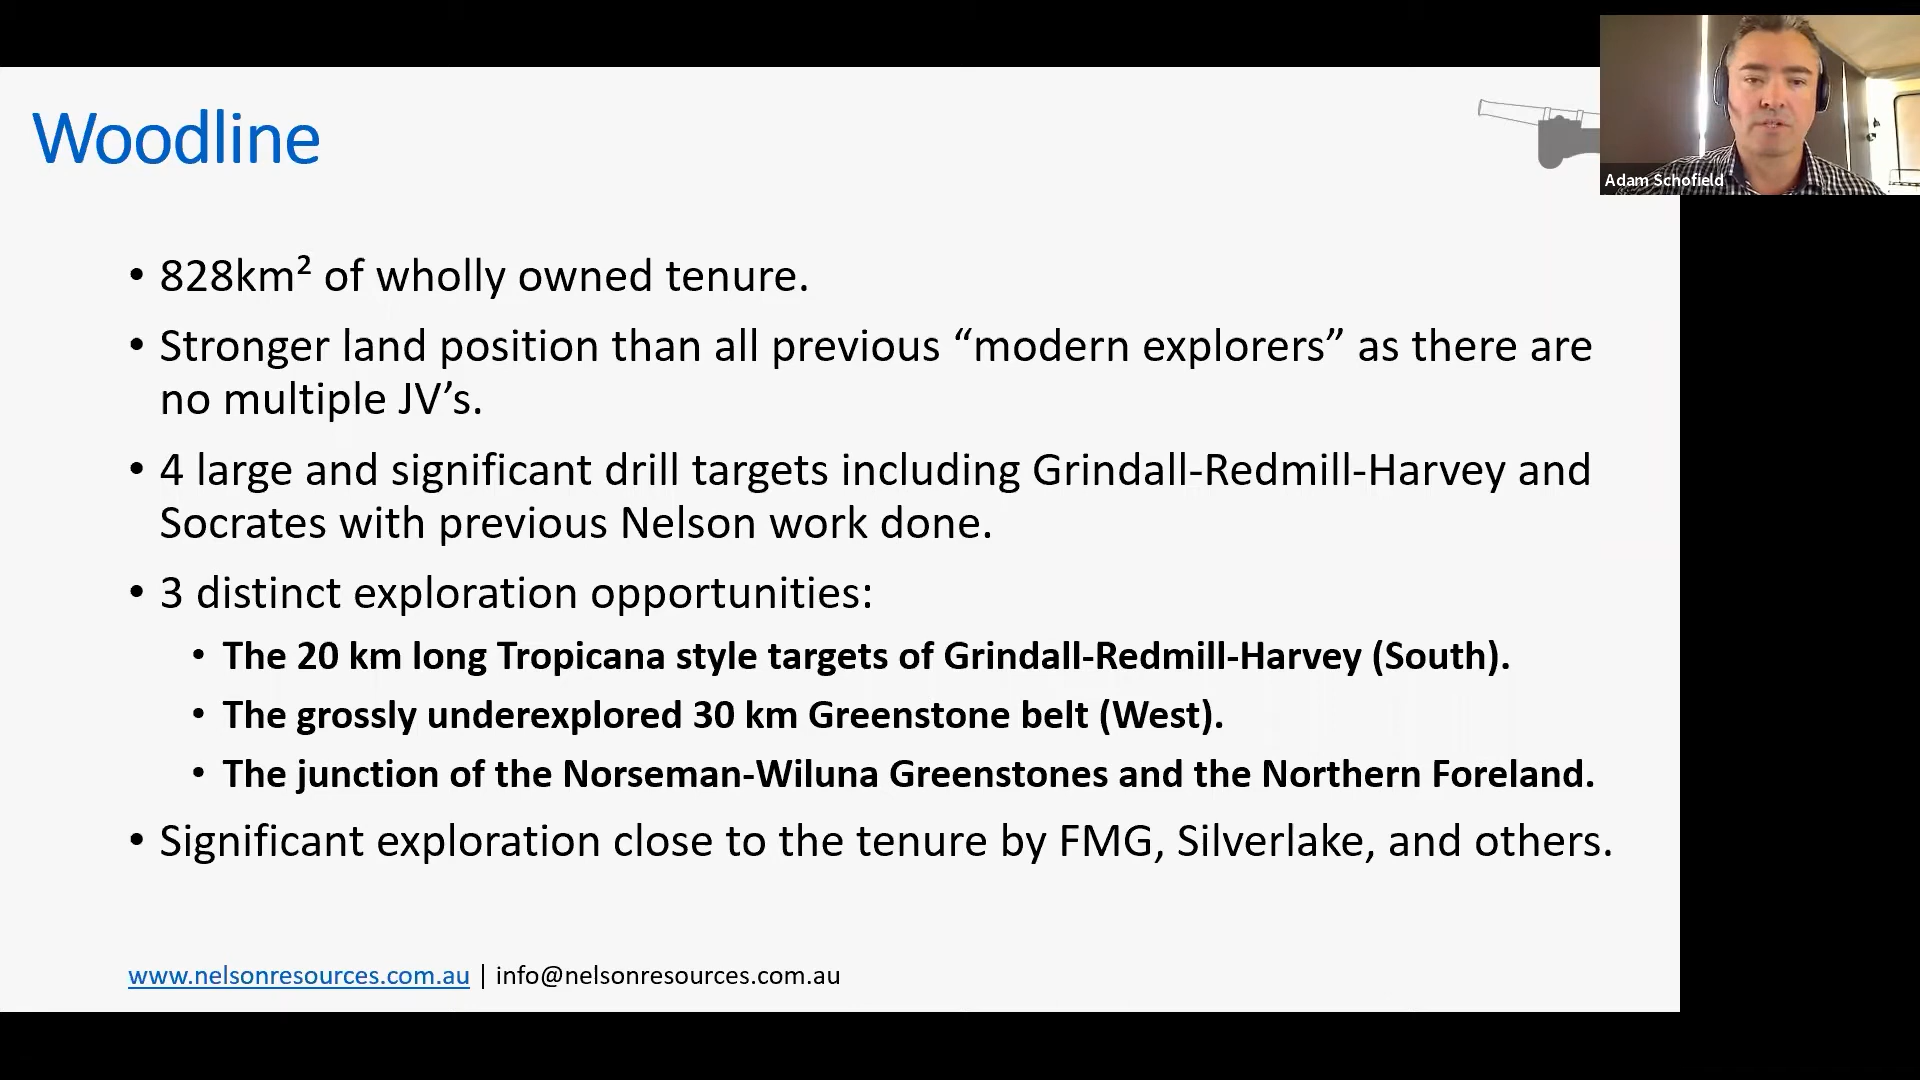 Woodline
Adam Schofield
• 828km² of wholly owned tenure.
• Stronger land position than all previous “modern explorers” as there are
no multiple JV’s.
• 4 large and significant drill targets including Grindall-Redmill-Harvey and
Socrates with previous Nelson work done.
• 3 distinct exploration opportunities:
• The 20 km long Tropicana style targets of Grindall-Redmill-Harvey (South).
• The grossly underexplored 30 km Greenstone belt (West).
• The junction of the Norseman-Wiluna Greenstones and the Northern Foreland.
• Significant exploration close to the tenure by FMG, Silverlake, and others.
www.nelsonresources.com.au | info@nelsonresources.com.au